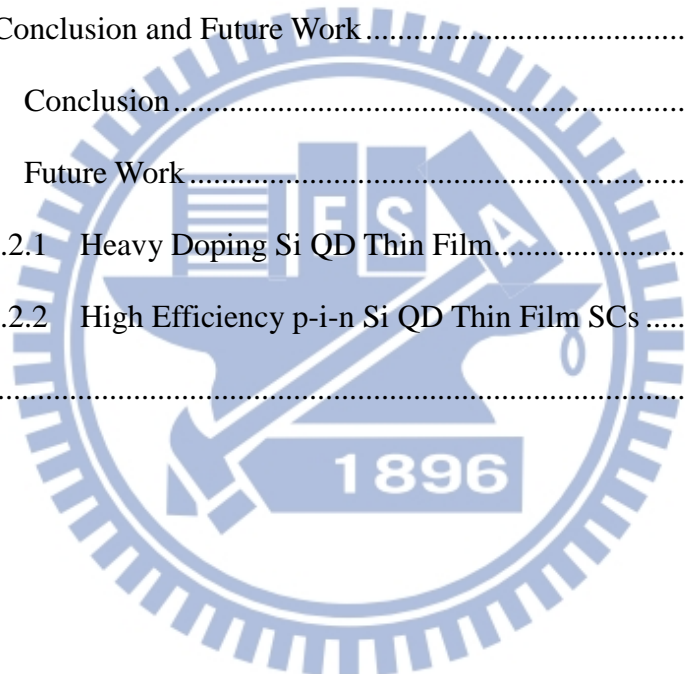 Conclusion and Future Work ........................................
Conclusion ................................................................
Future Work ..............................................................
.2.1 Heavy Doping Si QD Thin Film........................
.2.2 High Efficiency p-i-n Si QD Thin Film SCs .....
................................................................................
E S A
1896